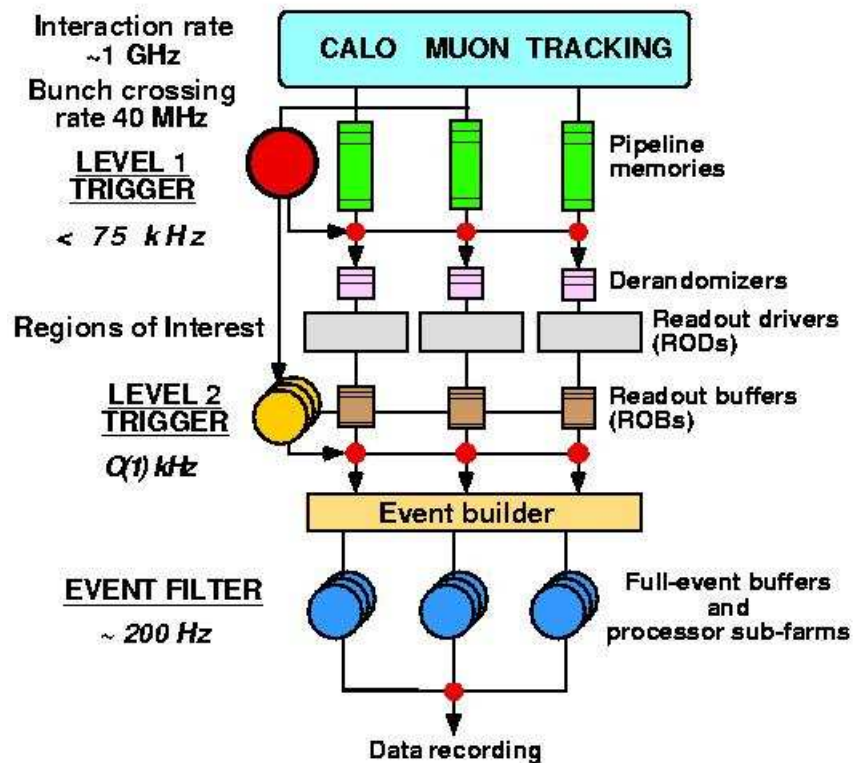 Interaction rate
~1 GHz
CALO MUON TRACKING
Bunch crossing
rate 40 MHz
LEVEL 1
TRIGGER
< 75 kHz
Pipeline
memories
Derandomizers
Regions of Interest
Readout drivers
(RODs)
LEVEL 2
TRIGGER
O(1) kHz
Readout buffers
(ROBs)
Event builder
EVENT FILTER
~ 200 Hz
Full-event buffers
and
processor sub-farms
Data recording